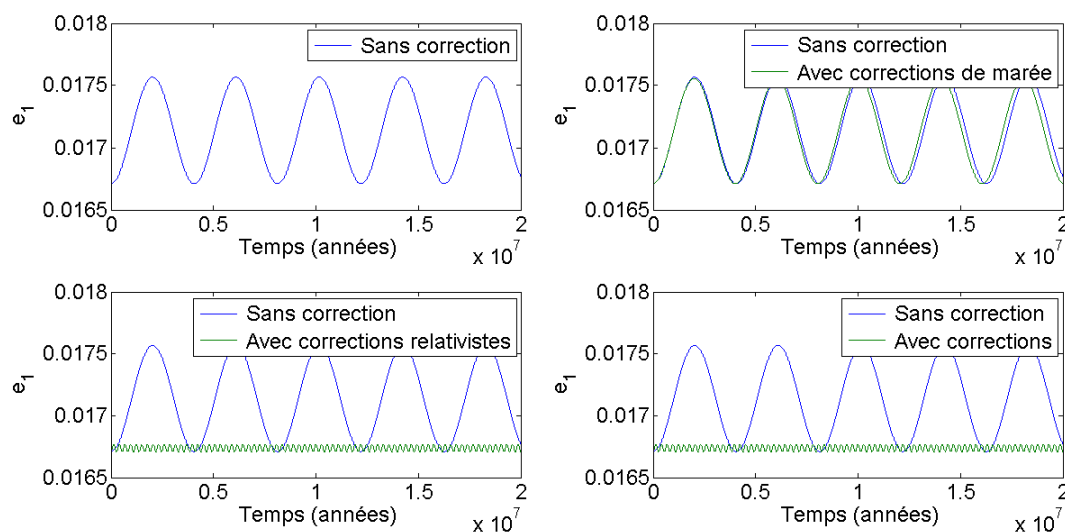 0.018
0.0175
0.017
0.0165
e1
Sans correction
0
0.5
1
1.5
2
Temps (années)
x 10^7
0.018
0.0175
0.017
0.0165
e1
Sans correction
Avec corrections de marée
0
0.5
1
1.5
2
Temps (années)
x 10^7
0.018
0.0175
0.017
0.0165
e1
Sans correction
Avec corrections relativistes
0
0.5
1
1.5
2
Temps (années)
x 10^7
0.018
0.0175
0.017
0.0165
e1
Sans correction
Avec corrections
0
0.5
1
1.5
2
Temps (années)
x 10^7